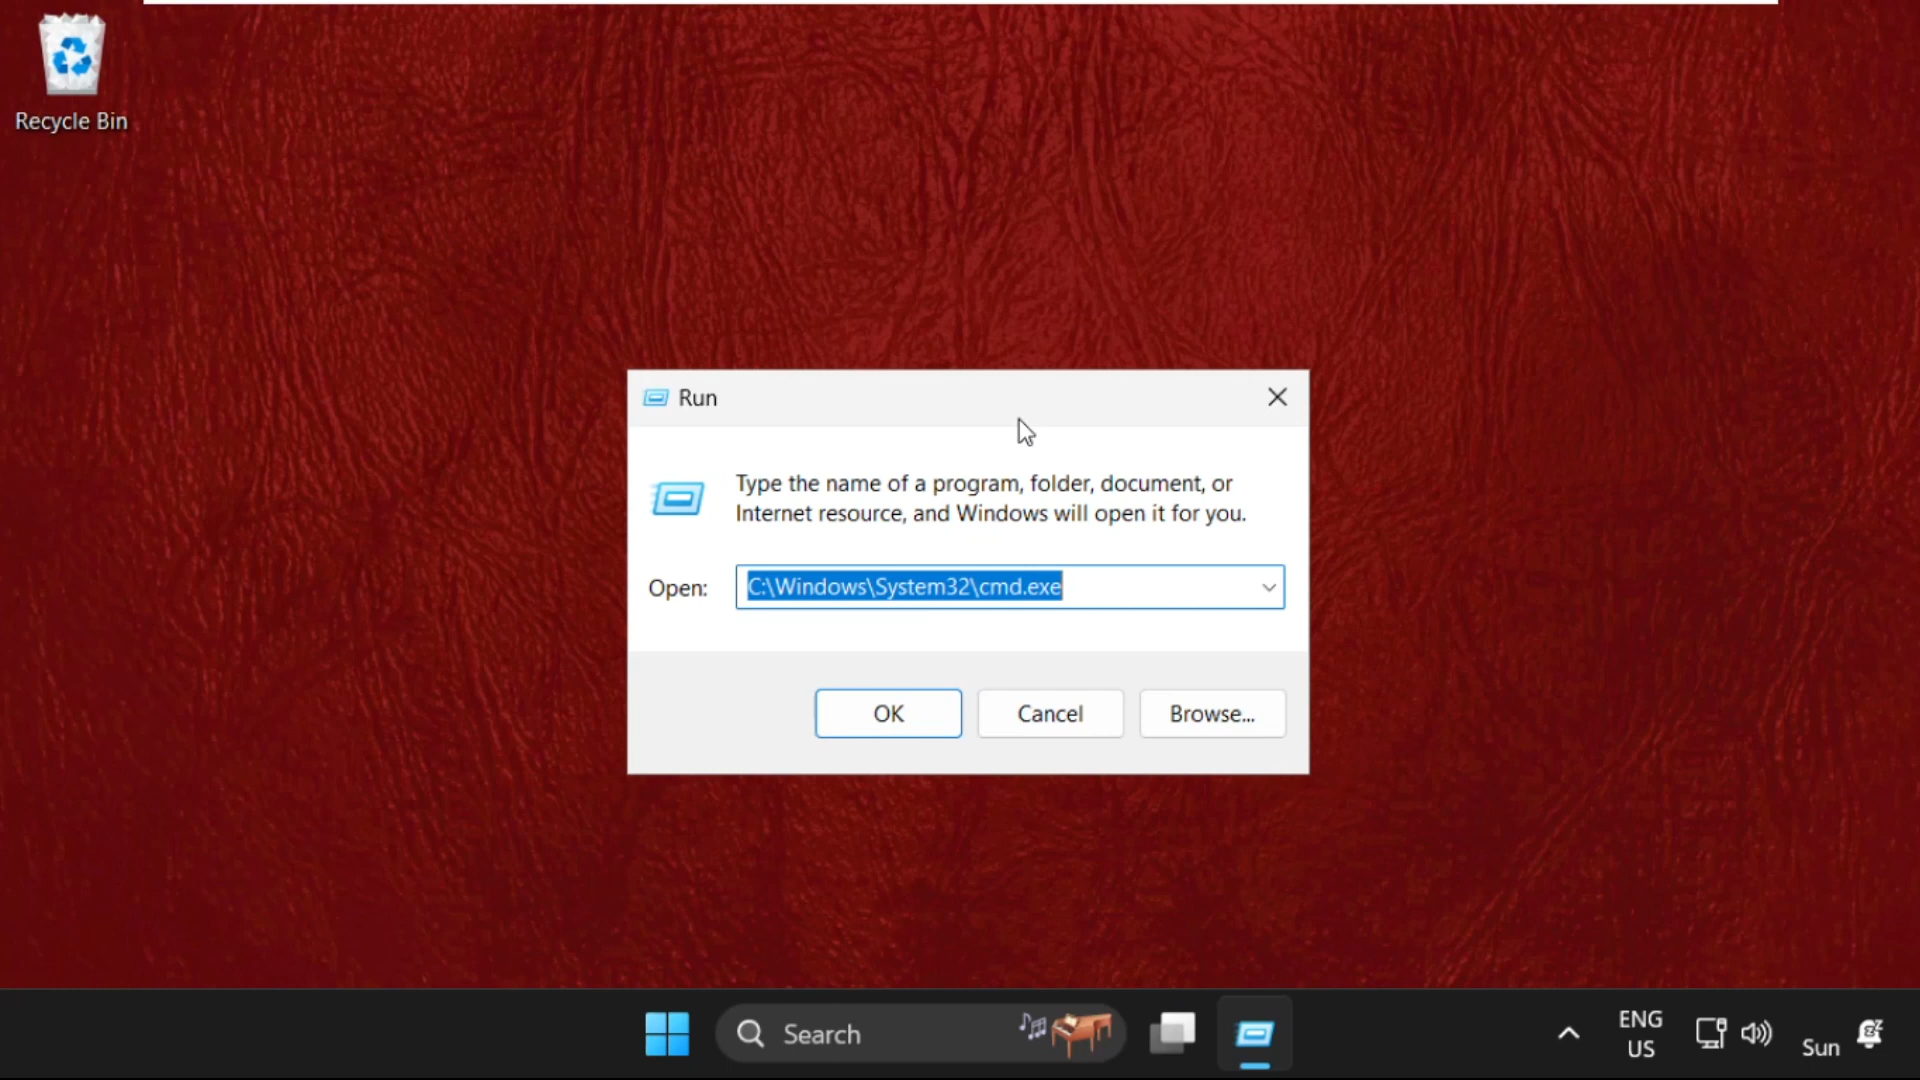 Recycle Bin
Run
Type the name of a program, folder, document, or
Internet resource, and Windows will open it for you.
Open: C:\Windows\System32\cmd.exe
OK Cancel Browse...
Search
ENG
US
Sun